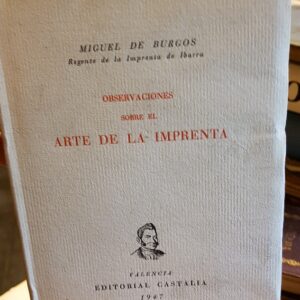 MIGUEL DE BURGOS
Regente de la Imprenta de Ibarra
OBSERVACIONES
SOBRE EL
ARTE DE LA IMPRENTA
VALENCIA
EDITORIAL CASTALIA
1947